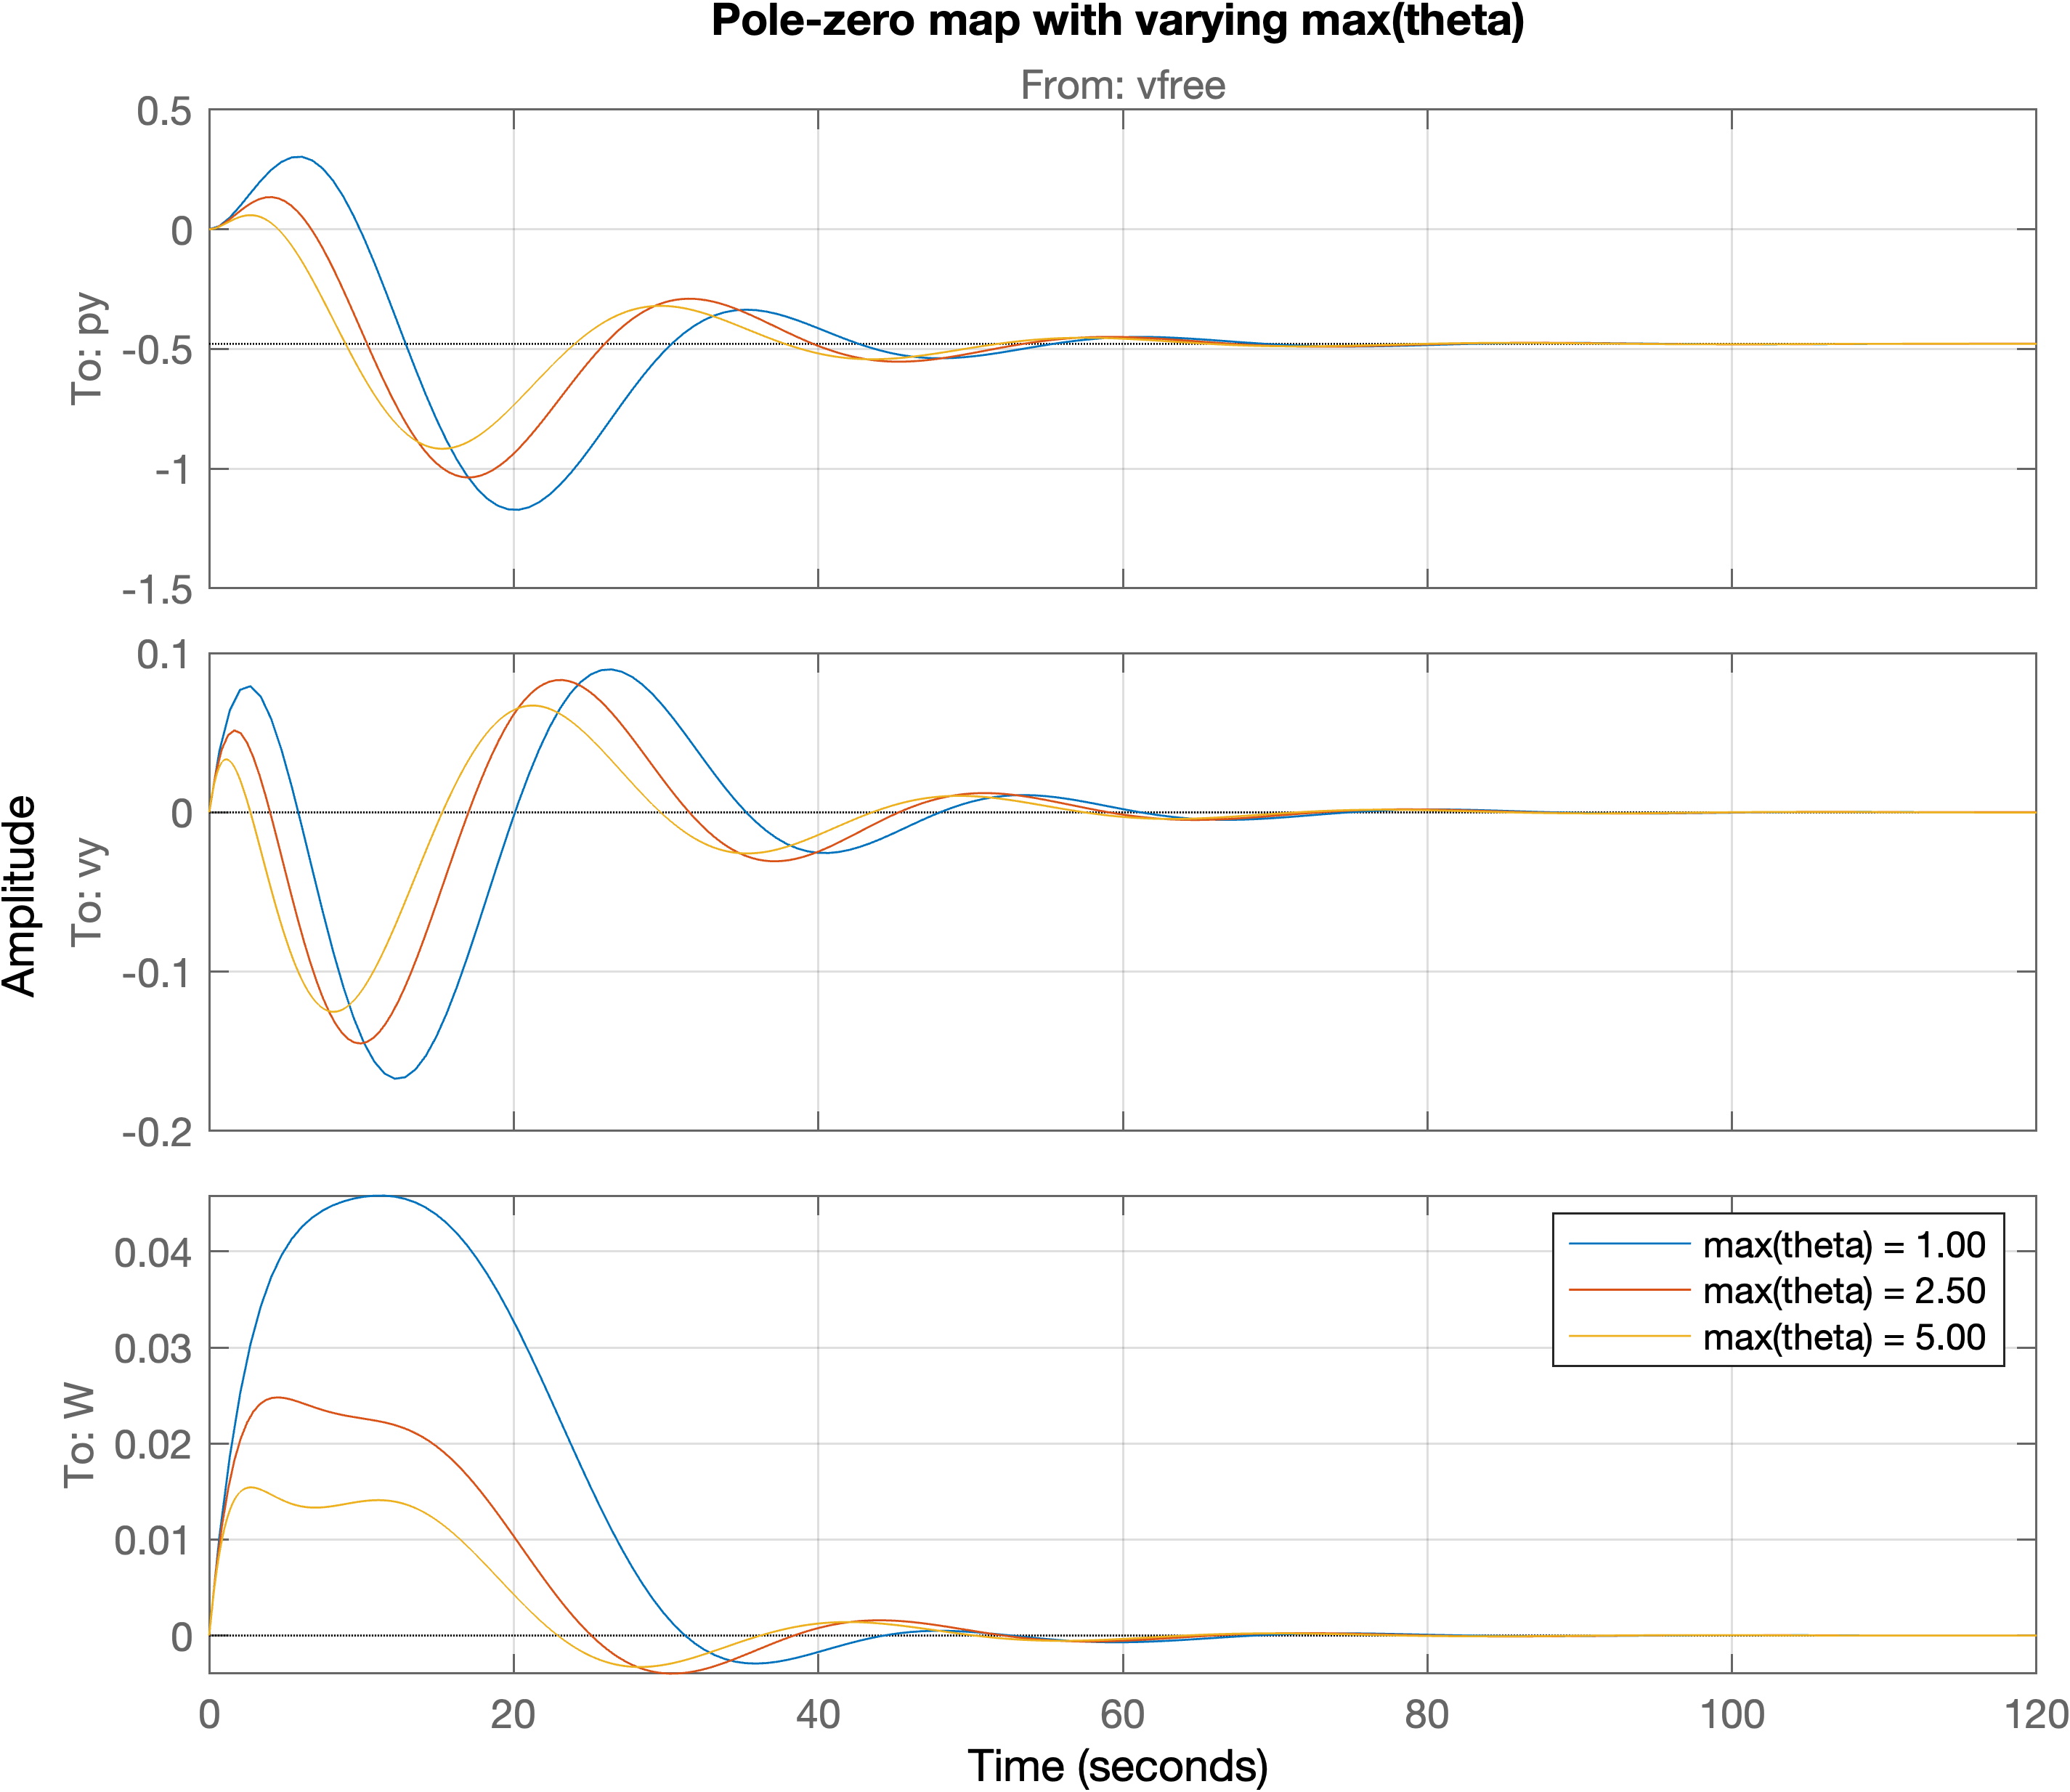 Pole-zero map with varying max(theta)
From: vfree
0.5
0
-0.5
-1
-1.5
To: py
0.1
0
-0.1
-0.2
To: vy
Amplitude
0.04
0.03
0.02
0.01
0
To: W
max(theta) = 1.00
max(theta) = 2.50
max(theta) = 5.00
0 20 40 60 80 100 120
Time (seconds)